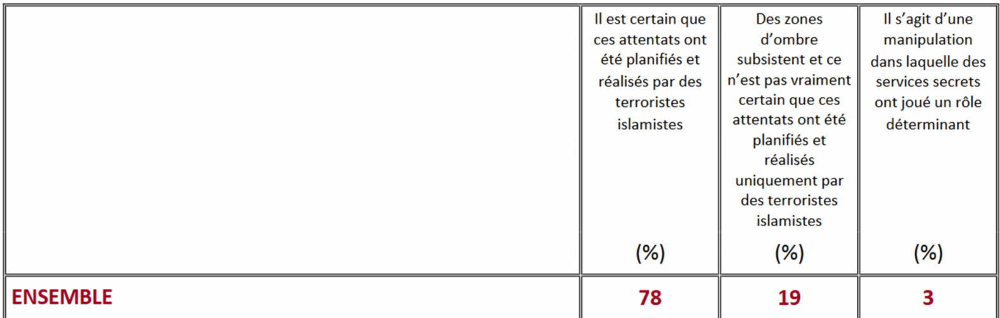 Il est certain que
ces attentats ont
été planifiés et
réalisés par des
terroristes
islamistes
(%)
Des zones
d’ombre
subsistent et ce
n’est pas vraiment
certain que ces
attentats ont été
planifiés et
réalisés
uniquement par
des terroristes
islamistes
(%)
Il s’agit d’une
manipulation
dans laquelle des
services secrets
ont joué un rôle
déterminant
(%)
ENSEMBLE 78 19 3